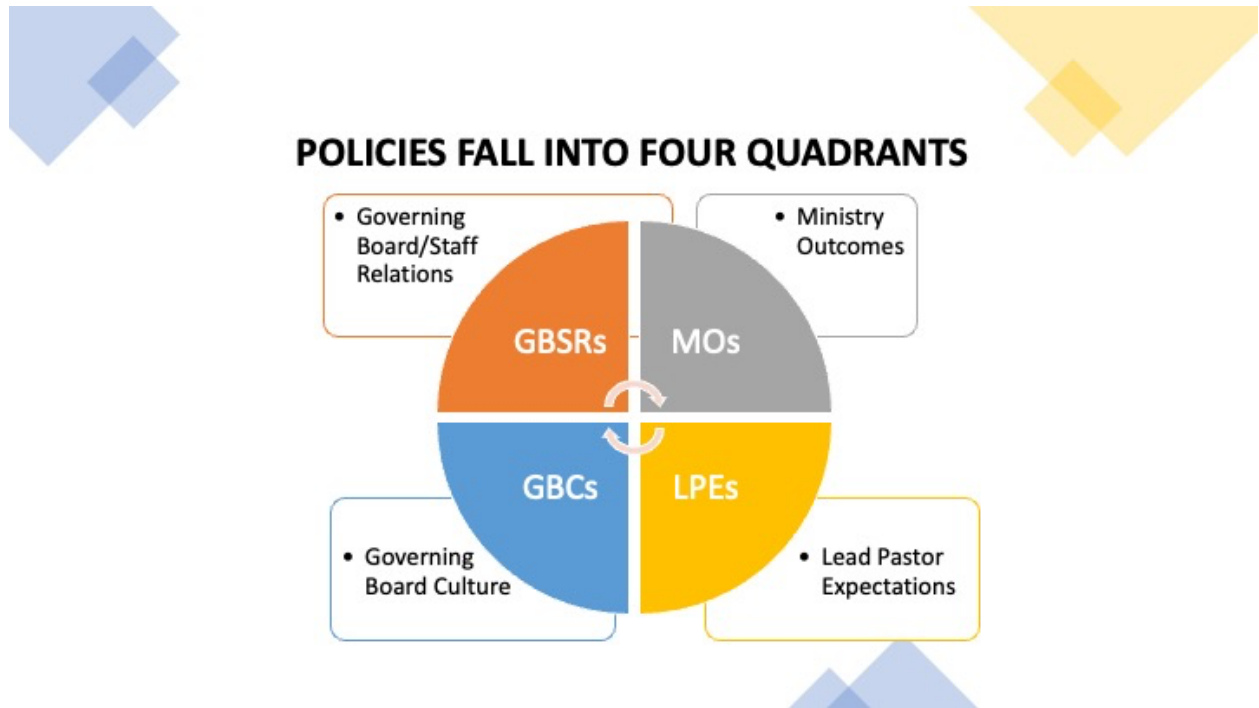 POLICIES FALL INTO FOUR QUADRANTS
• Governing
Board/Staff
Relations
• Ministry
Outcomes
GBSRs
MOs
GBCs
LPEs
• Governing
Board Culture
• Lead Pastor
Expectations